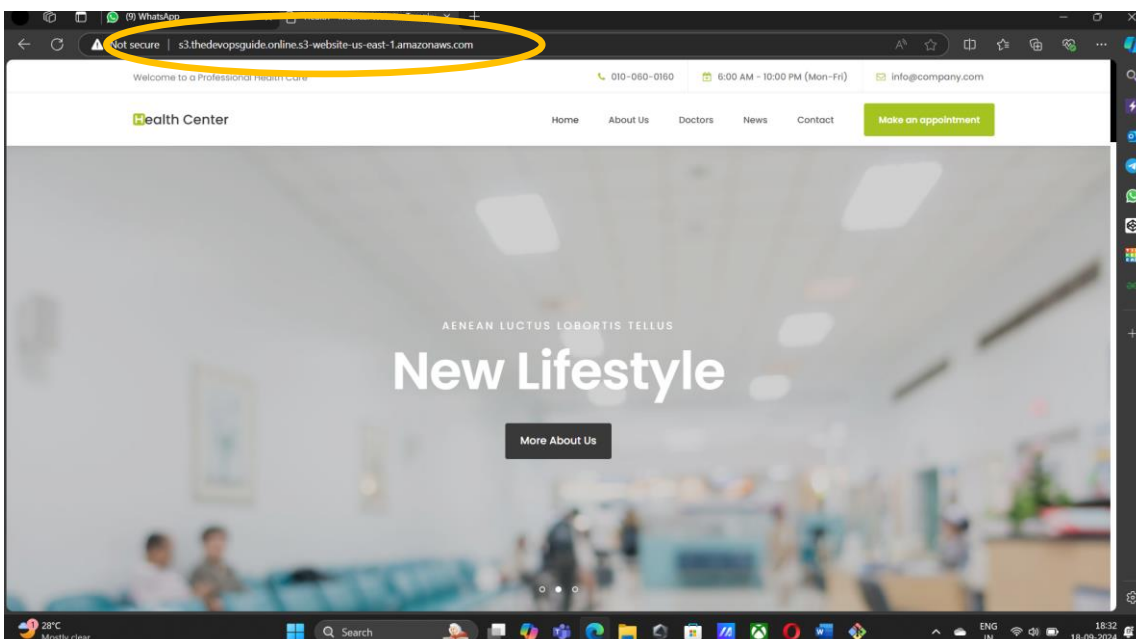 (9) WhatsApp
Not secure | s3.thedevopsguide.online.s3-website-us-east-1.amazonaws.com
Welcome to a Professional Health Care
010-060-0160
6:00 AM - 10:00 PM (Mon-Fri)
info@company.com
Health Center
Home
About Us
Doctors
News
Contact
Make an appointment
AENEAN LUCTUS LOBORTIS TELLUS
New Lifestyle
More About Us
1
28°C
Mostly clear
Search
ENG
IN
18:32
18-09-2024